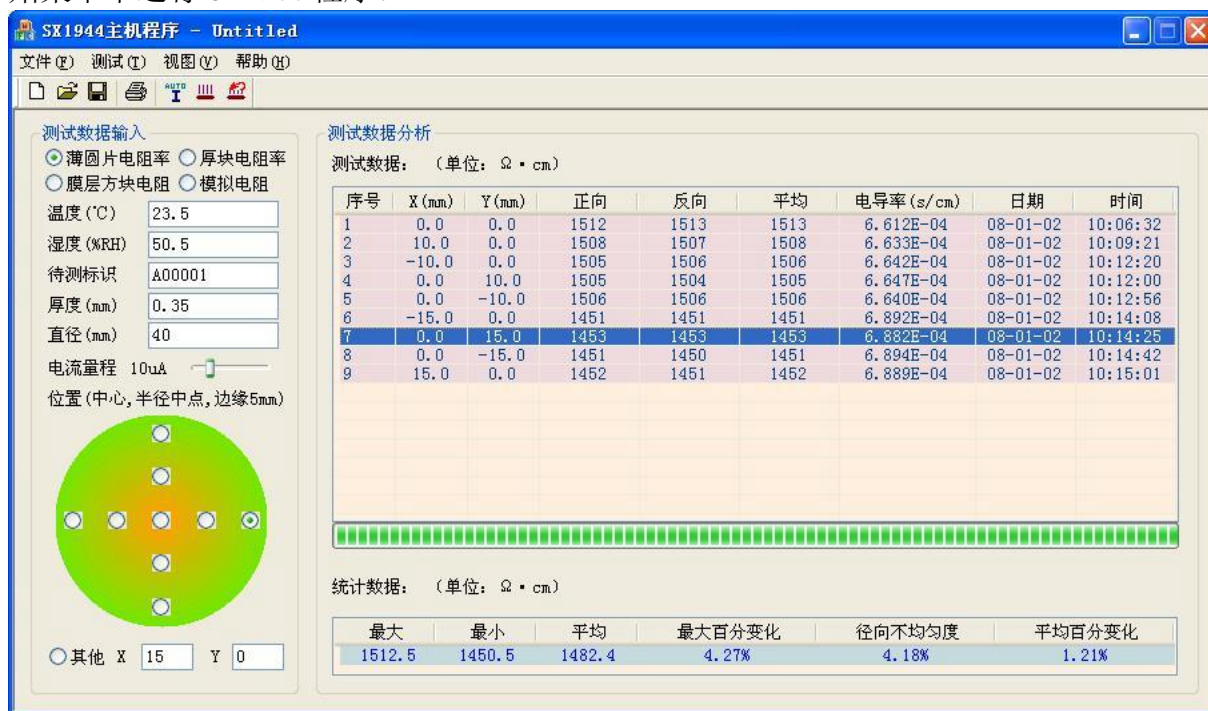 SX1944主机程序 - Untitled
文件(F) 测试(T) 视图(V) 帮助(H)
AUTO
测试数据输入
薄圆片电阻率 厚块电阻率
膜层方块电阻 模拟电阻
温度(℃) 23.5
湿度(%RH) 50.5
待测标识 A00001
厚度(mm) 0.35
直径(mm) 40
电流量程 10uA
位置(中心,半径中点,边缘5mm)
其他 X 15 Y 0
测试数据分析
测试数据: (单位: Ω·cm)
序号 X(mm) Y(mm) 正向 反向 平均 电导率(s/cm) 日期 时间
1 0.0 0.0 1512 1513 1513 6.612E-04 08-01-02 10:06:32
2 10.0 0.0 1508 1507 1508 6.633E-04 08-01-02 10:09:21
3 -10.0 0.0 1505 1506 1506 6.642E-04 08-01-02 10:12:20
4 0.0 10.0 1505 1504 1505 6.647E-04 08-01-02 10:12:00
5 0.0 -10.0 1506 1506 1506 6.640E-04 08-01-02 10:12:56
6 -15.0 0.0 1451 1451 1451 6.892E-04 08-01-02 10:14:08
7 0.0 15.0 1453 1453 1453 6.882E-04 08-01-02 10:14:25
8 0.0 -15.0 1451 1450 1451 6.894E-04 08-01-02 10:14:42
9 15.0 0.0 1452 1451 1452 6.889E-04 08-01-02 10:15:01
统计数据: (单位: Ω·cm)
最大 最小 平均 最大百分变化 径向不均匀度 平均百分变化
1512.5 1450.5 1482.4 4.27% 4.18% 1.21%